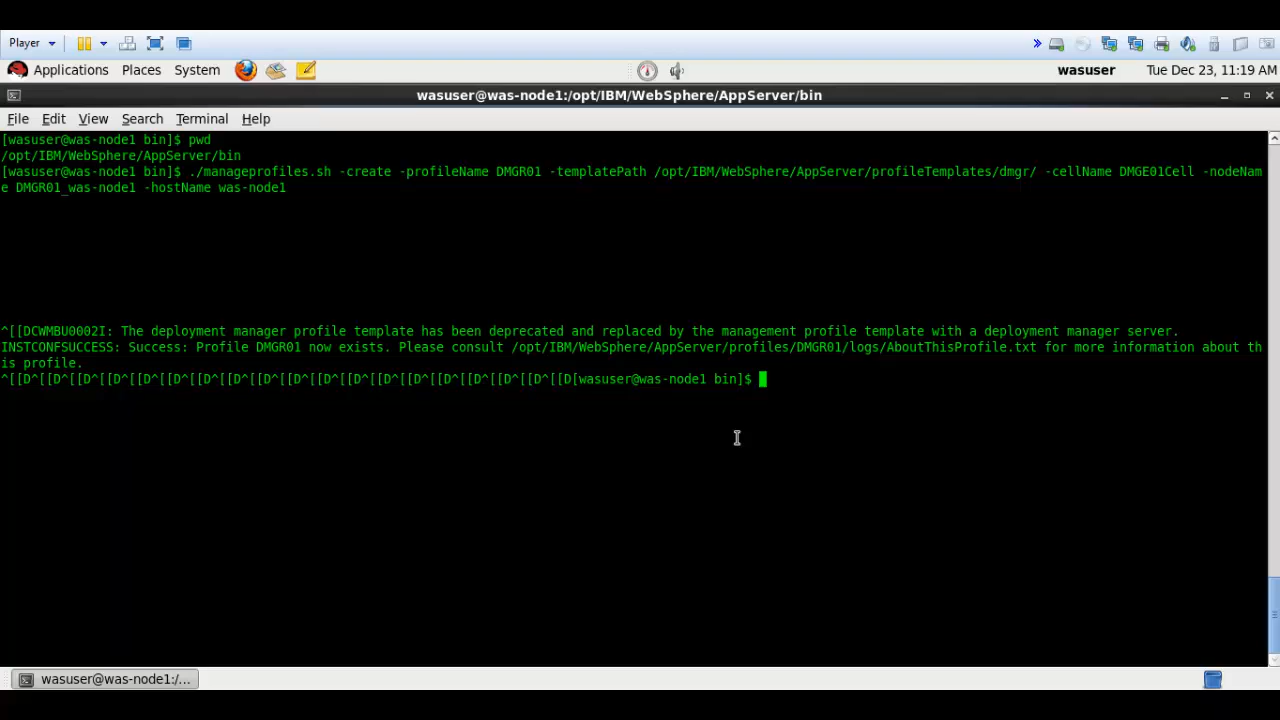 Player
Applications Places System wasuser Tue Dec 23, 11:19 AM
wasuser@was-node1:/opt/IBM/WebSphere/AppServer/bin
File Edit View Search Terminal Help
[wasuser@was-node1 bin]$ pwd
/opt/IBM/WebSphere/AppServer/bin
[wasuser@was-node1 bin]$ ./manageprofiles.sh -create -profileName DMGR01 -templatePath /opt/IBM/WebSphere/AppServer/profileTemplates/dmgr/ -cellName DMGE01Cell -nodeNam
e DMGR01_was-node1 -hostName was-node1
^[[DCWMBU0002I: The deployment manager profile template has been deprecated and replaced by the management profile template with a deployment manager server.
INSTCONFSUCCESS: Success: Profile DMGR01 now exists. Please consult /opt/IBM/WebSphere/AppServer/profiles/DMGR01/logs/AboutThisProfile.txt for more information about th
is profile.
^[[D^[[D^[[D^[[D^[[D^[[D^[[D^[[D^[[D^[[D^[[D^[[D^[[D^[[D^[[D^[[D^[[D^[[D^[[D[wasuser@was-node1 bin]$
wasuser@was-node1:/...